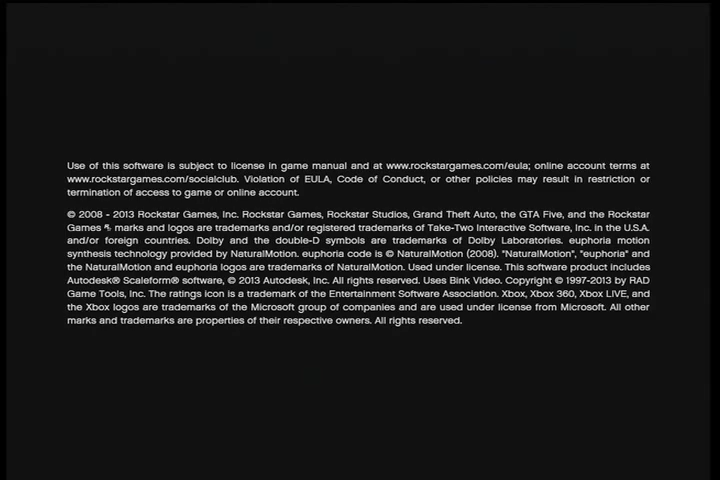 Use of this software is subject to license in game manual and at www.rockstargames.com/eula; online account terms at
www.rockstargames.com/socialclub. Violation of EULA, Code of Conduct, or other policies may result in restriction or
termination of access to game or online account.
© 2008 - 2013 Rockstar Games, Inc. Rockstar Games, Rockstar Studios, Grand Theft Auto, the GTA Five, and the Rockstar
Games R* marks and logos are trademarks and/or registered trademarks of Take-Two Interactive Software, Inc. in the U.S.A.
and/or foreign countries. Dolby and the double-D symbols are trademarks of Dolby Laboratories. euphoria motion
synthesis technology provided by NaturalMotion. euphoria code is © NaturalMotion (2008). "NaturalMotion", "euphoria" and
the NaturalMotion and euphoria logos are trademarks of NaturalMotion. Used under license. This software product includes
Autodesk® Scaleform® software, © 2013 Autodesk, Inc. All rights reserved. Uses Bink Video. Copyright © 1997-2013 by RAD
Game Tools, Inc. The ratings icon is a trademark of the Entertainment Software Association. Xbox, Xbox 360, Xbox LIVE, and
the Xbox logos are trademarks of the Microsoft group of companies and are used under license from Microsoft. All other
marks and trademarks are properties of their respective owners. All rights reserved.